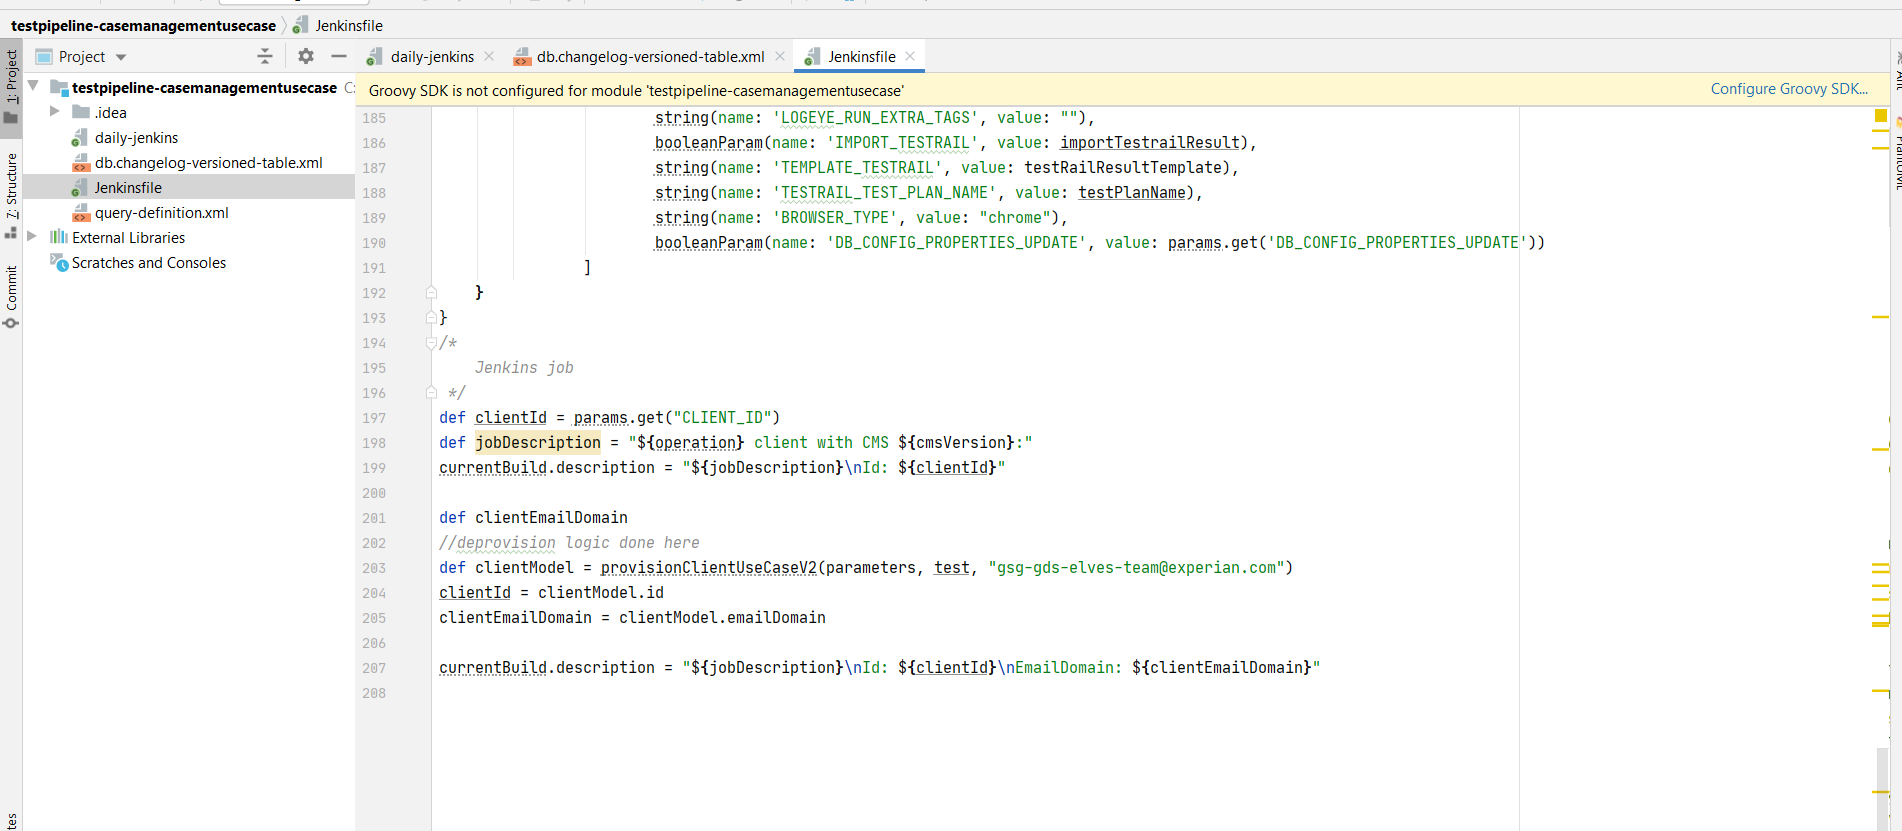 testpipeline-casemanagementusecase Jenkinsfile
1: Project
7: Structure
Commit
Project
testpipeline-casemanagementusecase
.idea
daily-jenkins
db.changelog-versioned-table.xml
Jenkinsfile
query-definition.xml
External Libraries
Scratches and Consoles
daily-jenkins db.changelog-versioned-table.xml Jenkinsfile
Groovy SDK is not configured for module 'testpipeline-casemanagementusecase' Configure Groovy SDK...
185 string(name: 'LOGEYE_RUN_EXTRA_TAGS', value: ""),
186 booleanParam(name: 'IMPORT_TESTRAIL', value: importTestrailResult),
187 string(name: 'TEMPLATE_TESTRAIL', value: testRailResultTemplate),
188 string(name: 'TESTRAIL_TEST_PLAN_NAME', value: testPlanName),
189 string(name: 'BROWSER_TYPE', value: "chrome"),
190 booleanParam(name: 'DB_CONFIG_PROPERTIES_UPDATE', value: params.get('DB_CONFIG_PROPERTIES_UPDATE'))
191 ]
192 }
193 }
194 /*
195 Jenkins job
196 */
197 def clientId = params.get("CLIENT_ID")
198 def jobDescription = "${operation} client with CMS ${cmsVersion}:"
199 currentBuild.description = "${jobDescription}\nId: ${clientId}"
200
201 def clientEmailDomain
202 //deprovision logic done here
203 def clientModel = provisionClientUseCaseV2(parameters, test, "gsg-gds-elves-team@experian.com")
204 clientId = clientModel.id
205 clientEmailDomain = clientModel.emailDomain
206
207 currentBuild.description = "${jobDescription}\nId: ${clientId}\nEmailDomain: ${clientEmailDomain}"
208